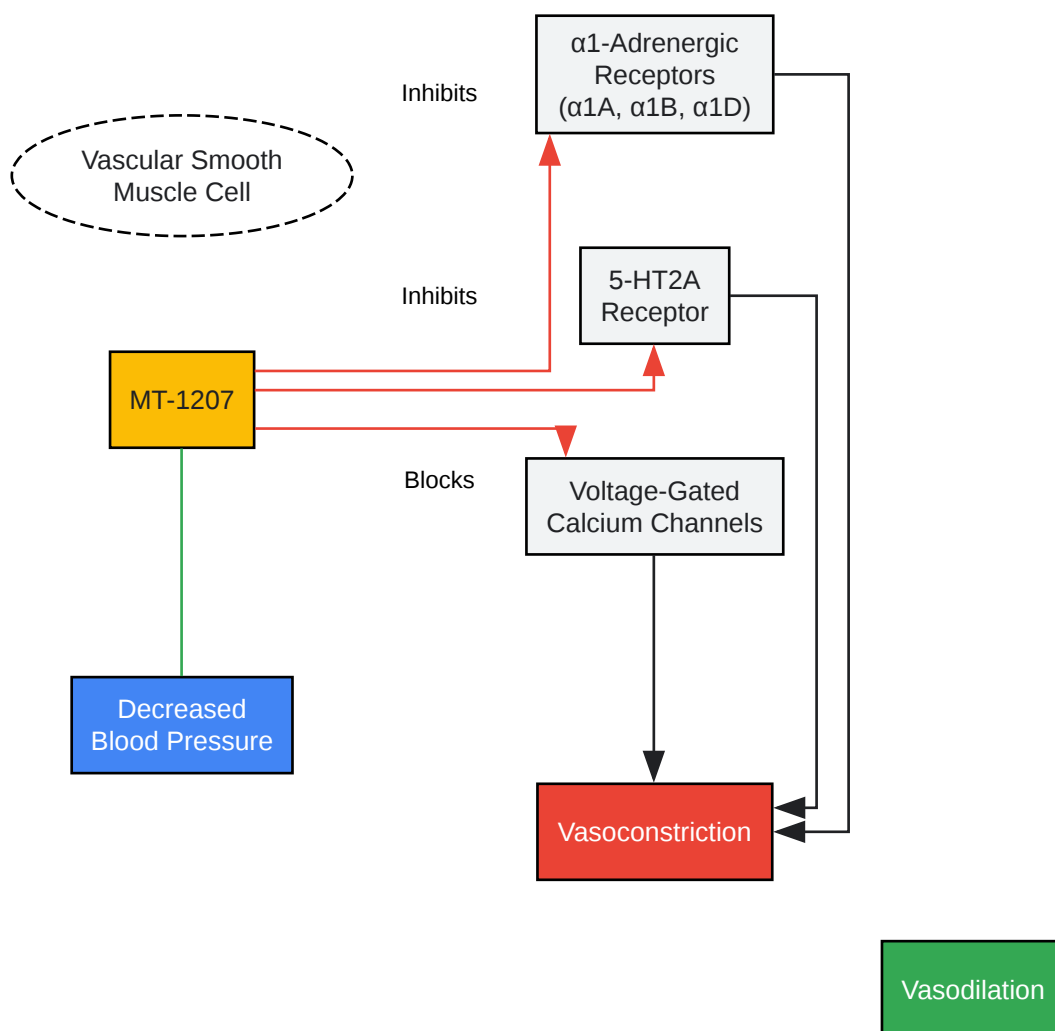 α1-Adrenergic
Receptors
(α1A, α1B, α1D)
Inhibits
Vascular Smooth
Muscle Cell
Inhibits
5-HT2A
Receptor
MT-1207
Blocks
Voltage-Gated
Calcium Channels
Decreased
Blood Pressure
Vasoconstriction
Vasodilation